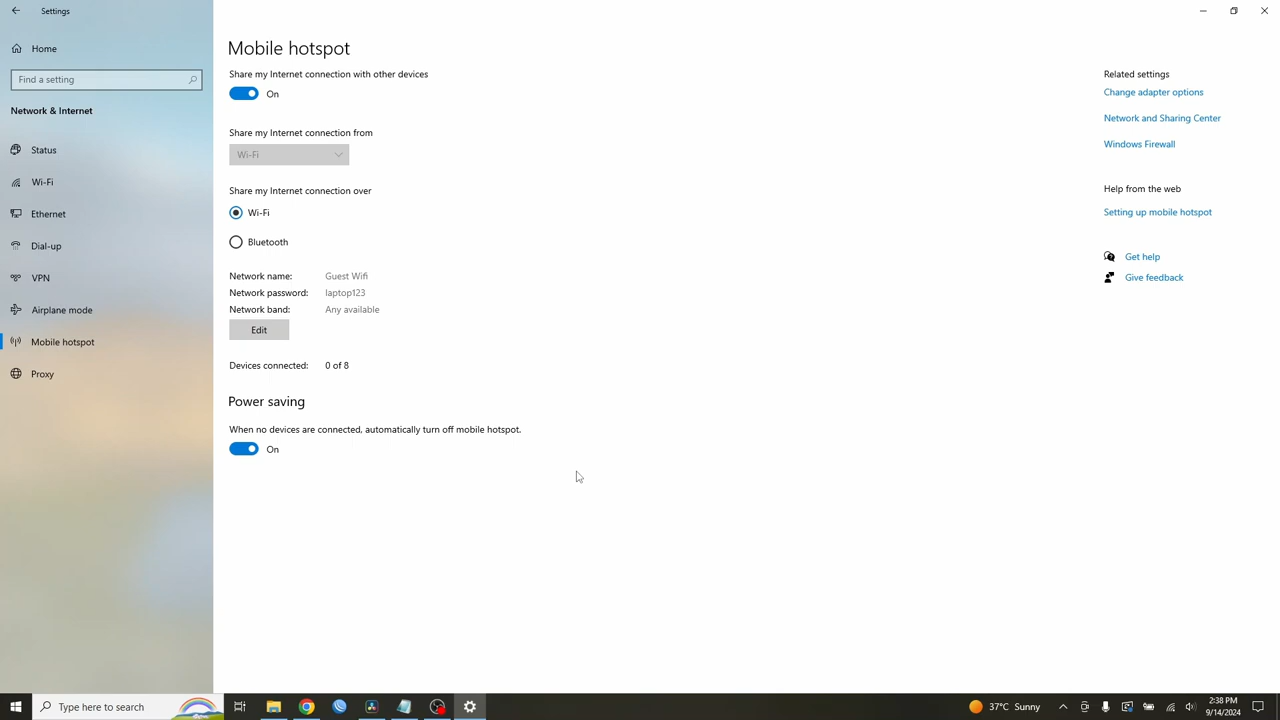 Settings
Home
Find a setting
Network & Internet
Status
Wi-Fi
Ethernet
Dial-up
VPN
Airplane mode
Mobile hotspot
Proxy
Mobile hotspot
Share my Internet connection with other devices
On
Share my Internet connection from
Wi-Fi
Share my Internet connection over
Wi-Fi
Bluetooth
Network name: Guest Wifi
Network password: laptop123
Network band: Any available
Edit
Devices connected: 0 of 8
Power saving
When no devices are connected, automatically turn off mobile hotspot.
On
Related settings
Change adapter options
Network and Sharing Center
Windows Firewall
Help from the web
Setting up mobile hotspot
Get help
Give feedback
Type here to search
37°C Sunny
2:38 PM
9/14/2024